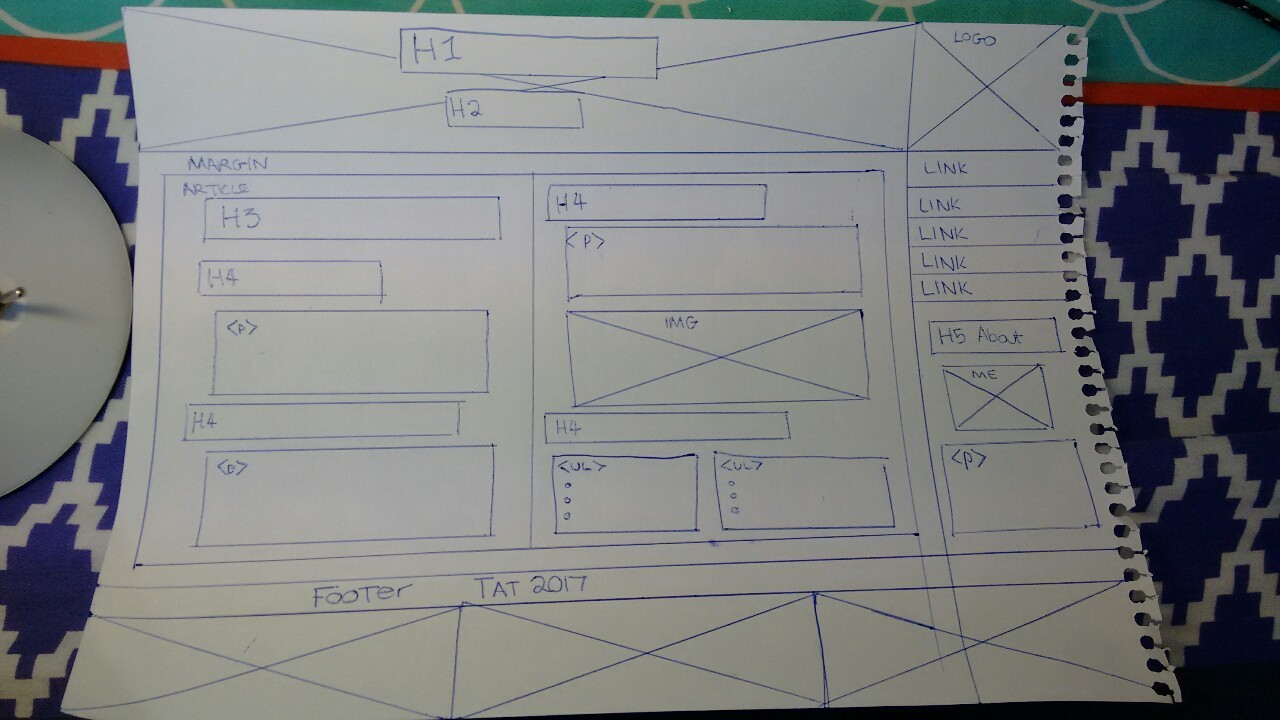 H1
H2
LOGO
MARGIN
ARTICLE
H3
H4
<P>
H4
<P>
H4
<P>
IMG
H4
<UL>
<UL>
LINK
LINK
LINK
LINK
LINK
H5 About
ME
<P>
FOOTER TAT 2017